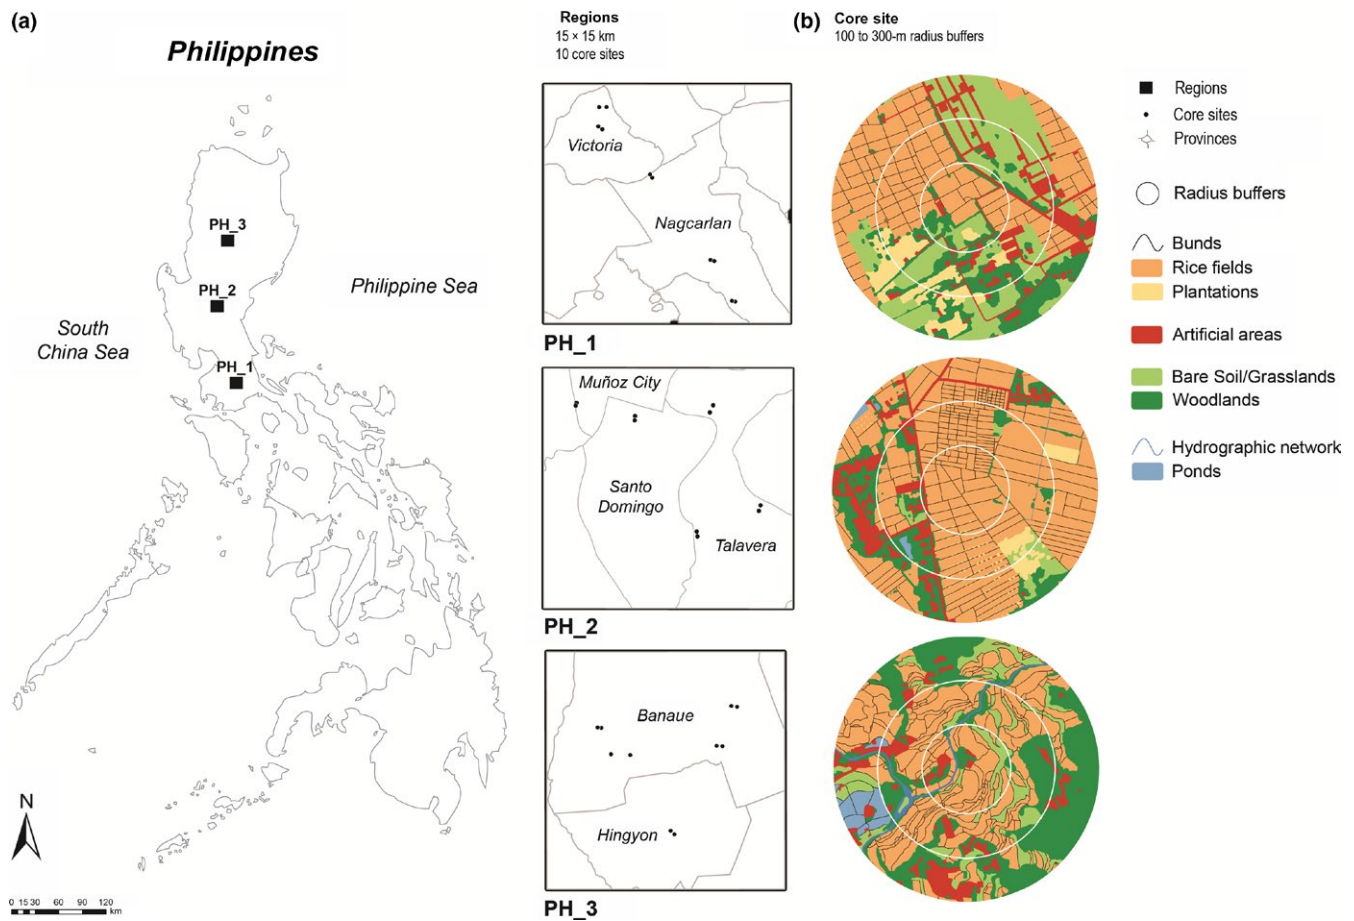 (a)
Philippines
PH_3
PH_2
PH_1
Philippine Sea
South
China Sea
N
0 15 30 60 90 120
km
Regions
15 × 15 km
10 core sites
Victoria
Nagcarlan
PH_1
Muñoz City
Santo
Domingo
Talavera
PH_2
Banaue
Hingyon
PH_3
(b)
Core site
100 to 300-m radius buffers
Regions
Core sites
Provinces
Radius buffers
Bunds
Rice fields
Plantations
Artificial areas
Bare Soil/Grasslands
Woodlands
Hydrographic network
Ponds